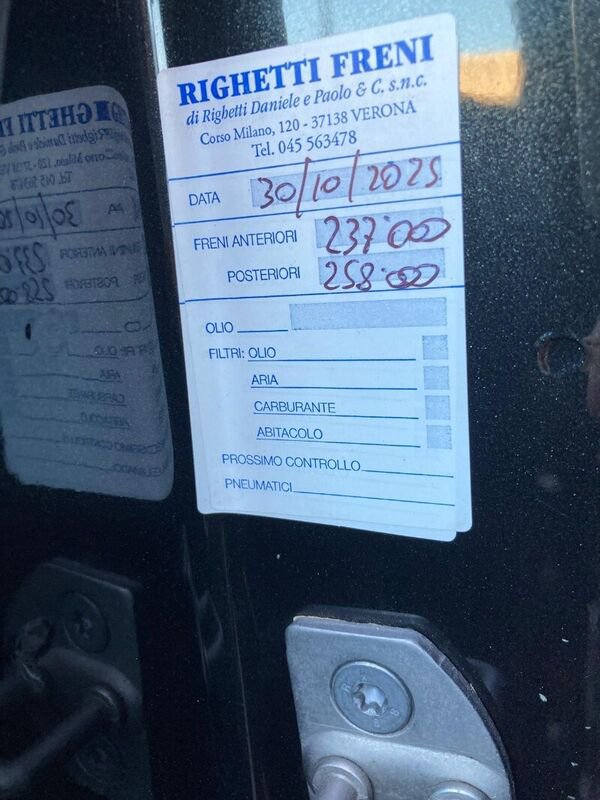 RIGHETTI FRENI
di Righetti Daniele e Paolo & C. s.n.c.
Corso Milano, 120 - 37138 VERONA
Tel. 045 563478
DATA 30/10/2025
FRENI ANTERIORI 237.000
POSTERIORI 258.000
OLIO
FILTRI: OLIO
ARIA
CARBURANTE
ABITACOLO
PROSSIMO CONTROLLO
PNEUMATICI